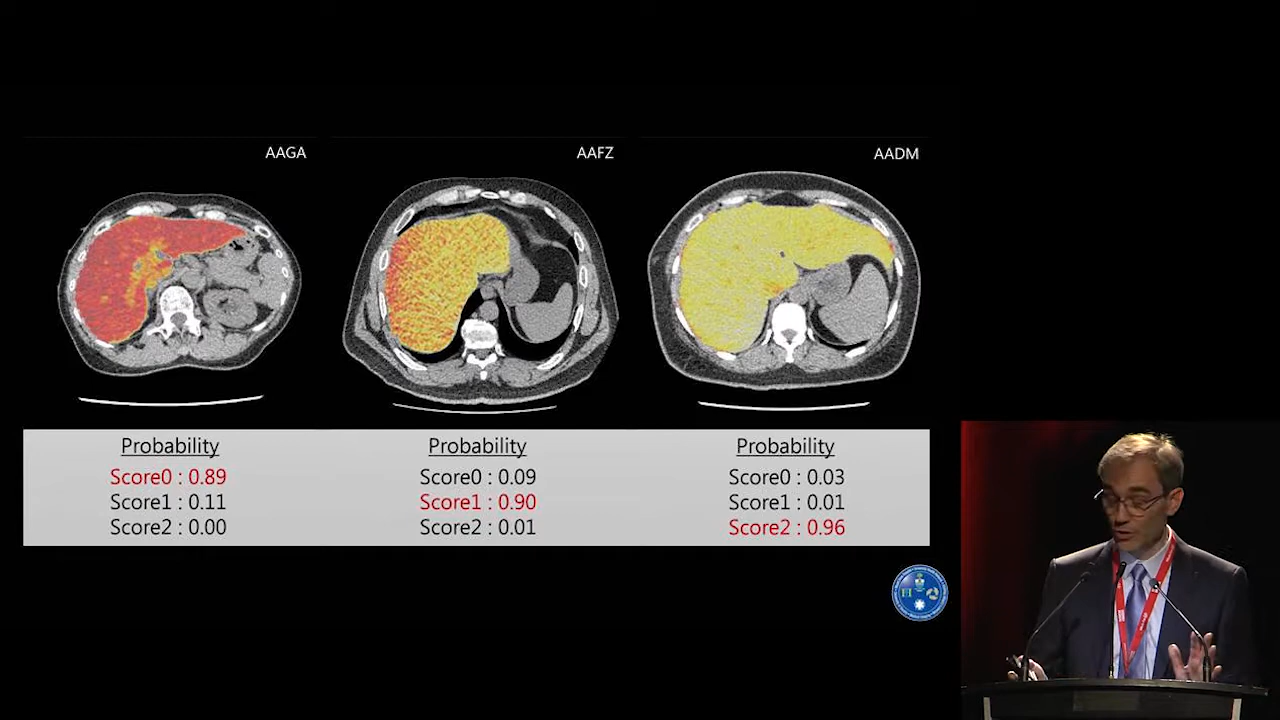 AAGA
AAFZ
AADM
Probability
Score0 : 0.89
Score1 : 0.11
Score2 : 0.00
Probability
Score0 : 0.09
Score1 : 0.90
Score2 : 0.01
Probability
Score0 : 0.03
Score1 : 0.01
Score2 : 0.96